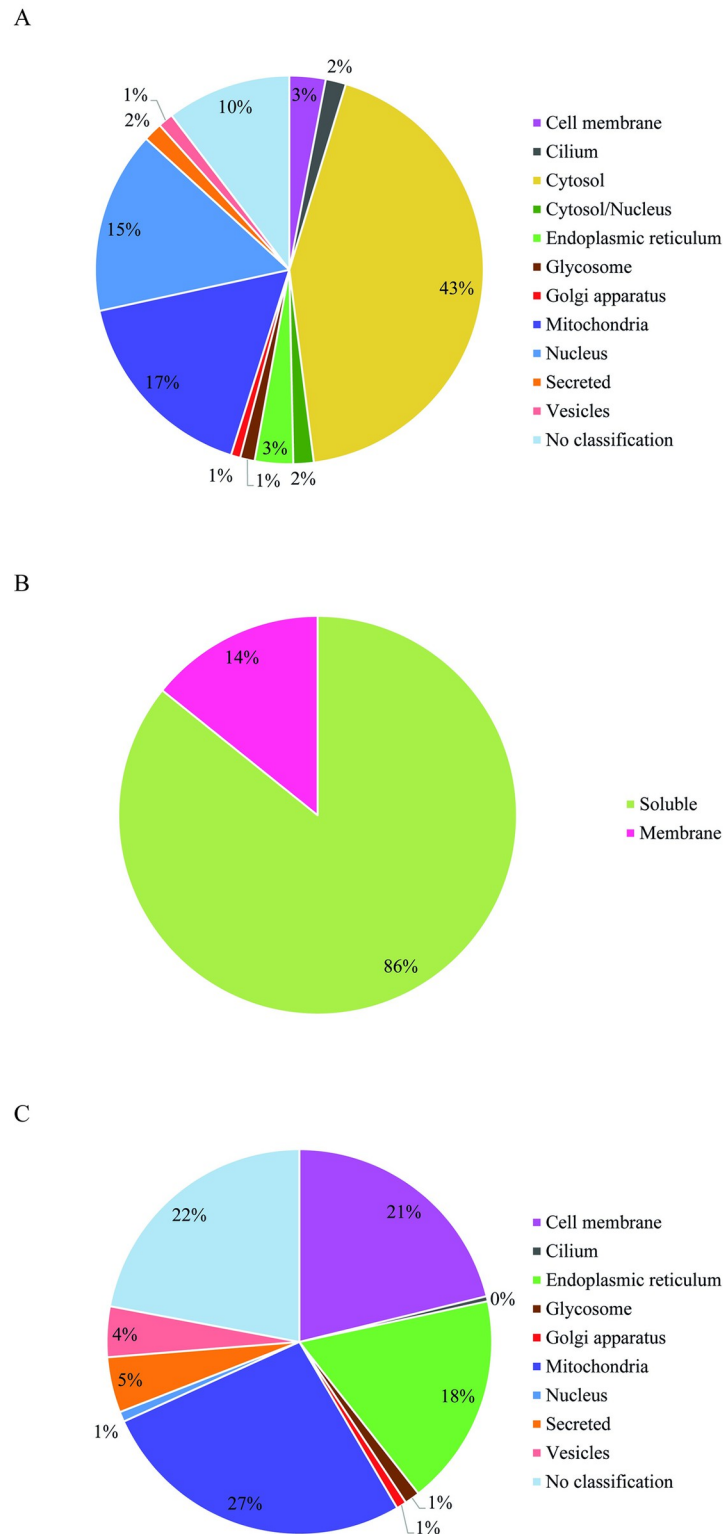 A
3%
2%
43%
2%
3%
1%
1%
17%
15%
2%
1%
10%
Cell membrane
Cilium
Cytosol
Cytosol/Nucleus
Endoplasmic reticulum
Glycosome
Golgi apparatus
Mitochondria
Nucleus
Secreted
Vesicles
No classification
B
14%
86%
Soluble
Membrane
C
21%
0%
18%
1%
1%
27%
1%
5%
4%
22%
Cell membrane
Cilium
Endoplasmic reticulum
Glycosome
Golgi apparatus
Mitochondria
Nucleus
Secreted
Vesicles
No classification